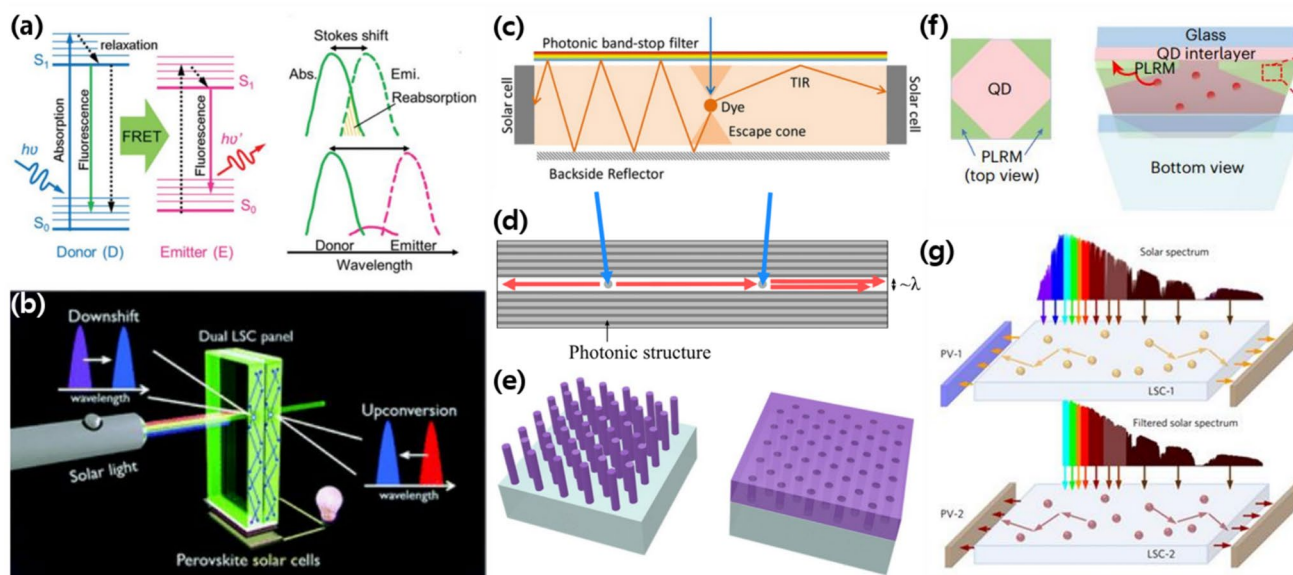 (a)
relaxation
S1
S1
Absorption
Fluorescence
FRET
Fluorescence
hυ
hυ'
S0
S0
Donor (D)
Emitter (E)
Stokes shift
Abs.
Emi.
Reabsorption
Donor
Emitter
Wavelength
(b)
Downshift
wavelength
Dual LSC panel
Upconversion
wavelength
Solar light
Perovskite solar cells
(c)
Photonic band-stop filter
Solar cell
TIR
Dye
Escape cone
Solar cell
Backside Reflector
(d)
~λ
Photonic structure
(e)
(f)
QD
PLRM
(top view)
Glass
QD interlayer
PLRM
Bottom view
(g)
Solar spectrum
PV-1
LSC-1
Filtered solar spectrum
PV-2
LSC-2